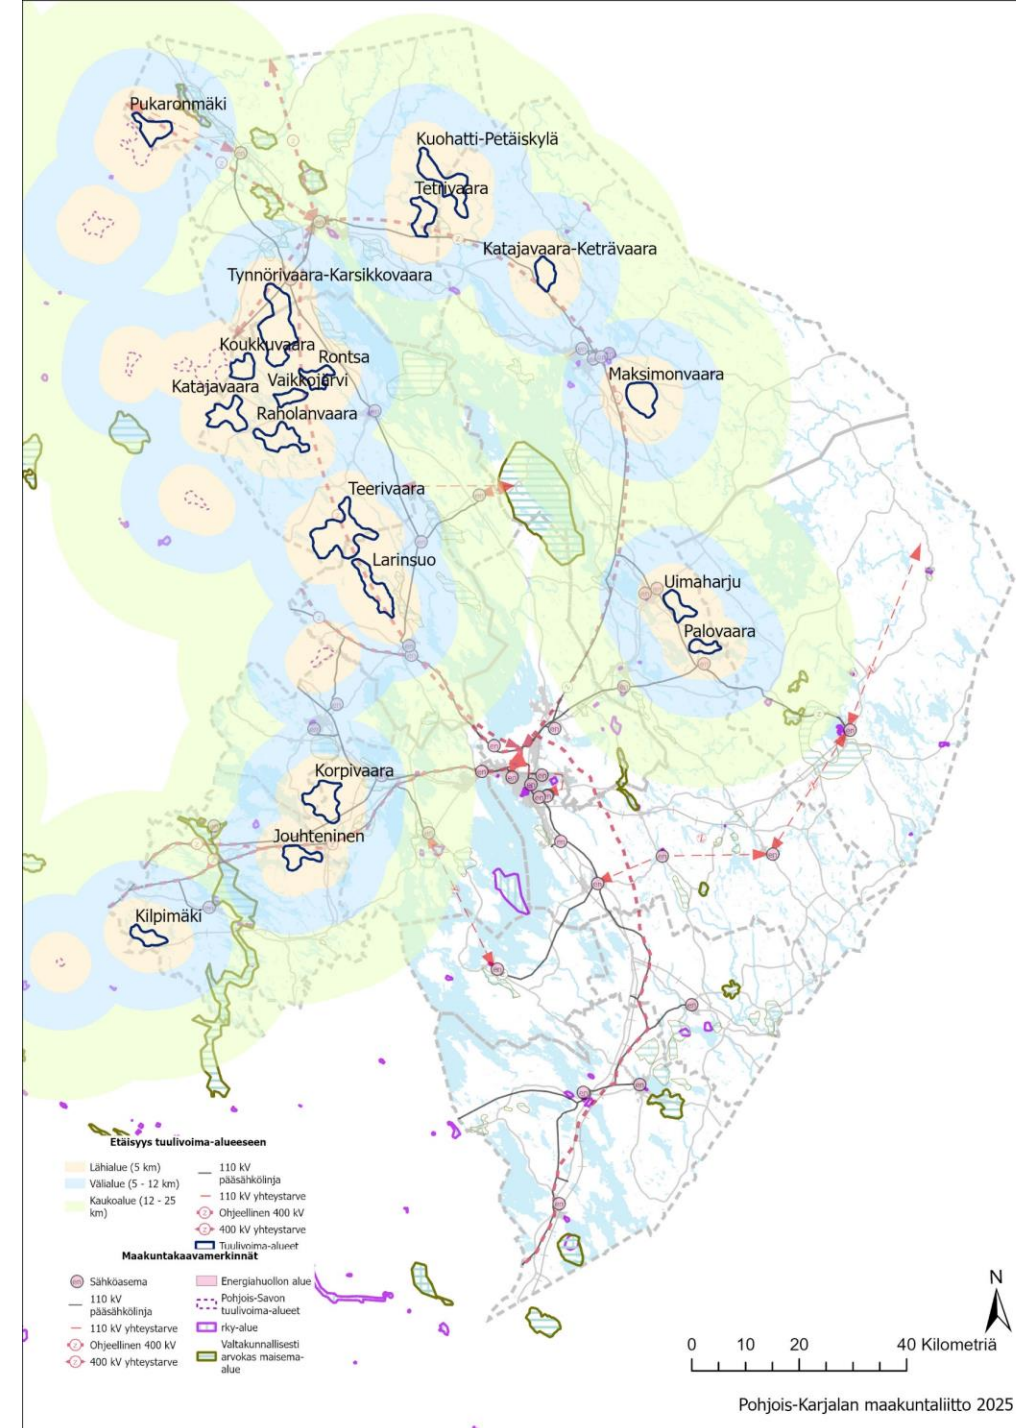 Pukaronmäki
Kuohatti-Petäiskylä
Tetrivaara
Katajavaara-Keträvaara
Tynnörivaara-Karsikkovaara
Koukkuvaara
Rontsa
Maksimonvaara
Katajavaara
Vaikkojärvi
Raholanvaara
Teerivaara
Larinsuo
Uimaharju
Palovaara
Korpivaara
Jouhteninen
Kilpimäki
Etäisyys tuulivoima-alueeseen
Lähialue (5 km)
Välialue (5 - 12 km)
Kaukoalue (12 - 25
km)
110 kV
pääsähkölinja
110 kV yhteystarve
Ohjeellinen 400 kV
400 kV yhteystarve
Tuulivoima-alueet
Maakuntakaavamerkinnät
Sähköasema
110 kV
pääsähkölinja
110 kV yhteystarve
Ohjeellinen 400 kV
400 kV yhteystarve
Energiahuollon alue
Pohjois-Savon
tuulivoima-alueet
rky-alue
Valtakunnallisesti
arvokas maisema-
alue
N
0 10 20 40 Kilometriä
Pohjois-Karjalan maakuntaliitto 2025